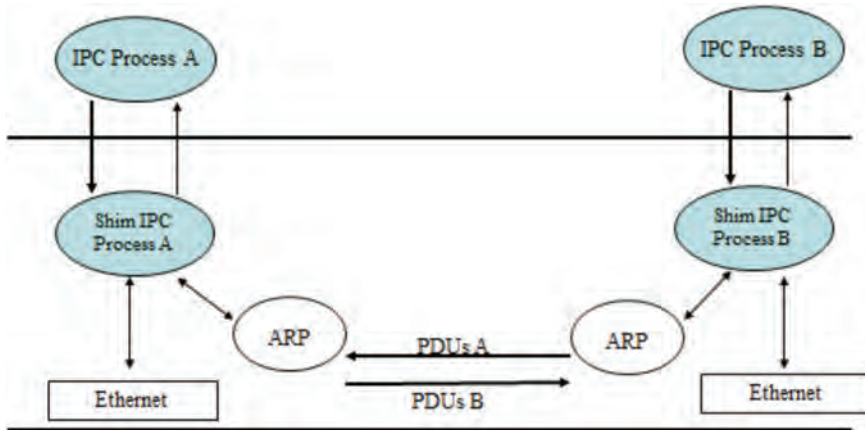 IPC Process A
IPC Process B
Shim IPC
Process A
Shim IPC
Process B
ARP
ARP
PDUs A
PDUs B
Ethernet
Ethernet